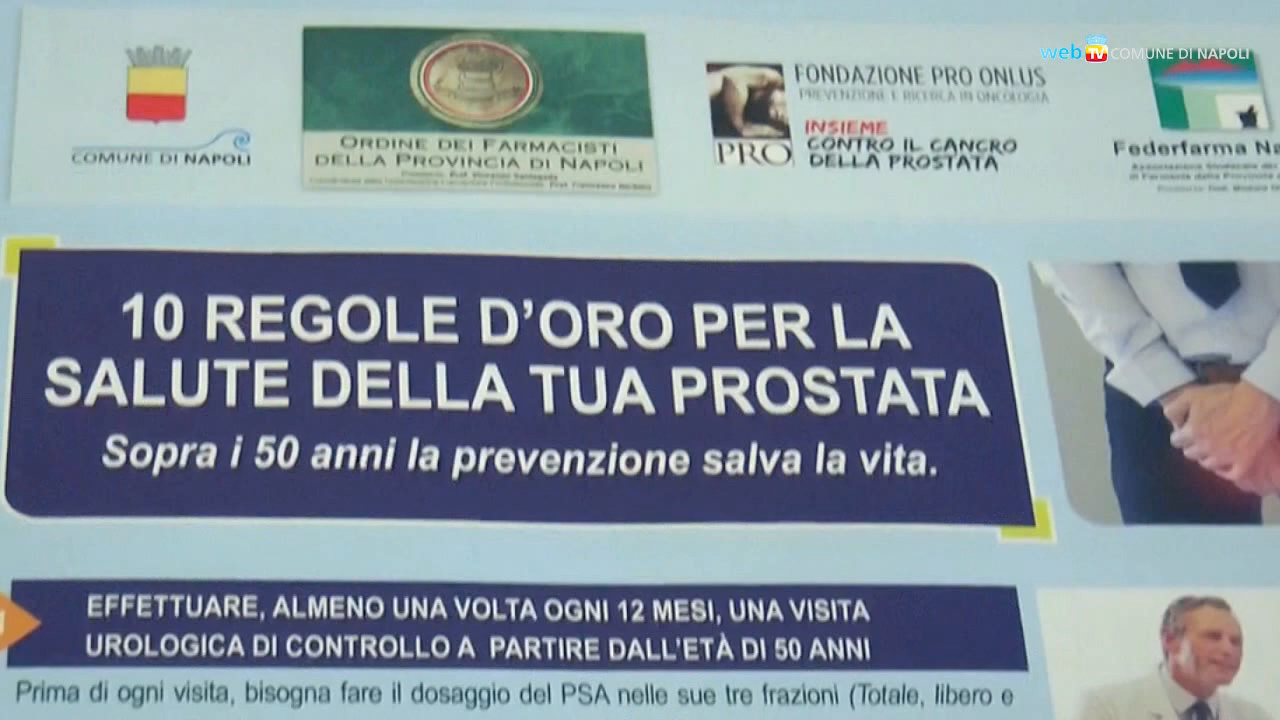 web TV COMUNE DI NAPOLI
COMUNE DI NAPOLI
ORDINE DEI FARMACISTI
DELLA PROVINCIA DI NAPOLI
FONDAZIONE PRO ONLUS
PREVENZIONE E RICERCA IN ONCOLOGIA
PRO
INSIEME
CONTRO IL CANCRO
DELLA PROSTATA
Federfarma Na
10 REGOLE D'ORO PER LA
SALUTE DELLA TUA PROSTATA
Sopra i 50 anni la prevenzione salva la vita.
EFFETTUARE, ALMENO UNA VOLTA OGNI 12 MESI, UNA VISITA
UROLOGICA DI CONTROLLO A PARTIRE DALL'ETÀ DI 50 ANNI
Prima di ogni visita, bisogna fare il dosaggio del PSA nelle sue tre frazioni (Totale, libero e